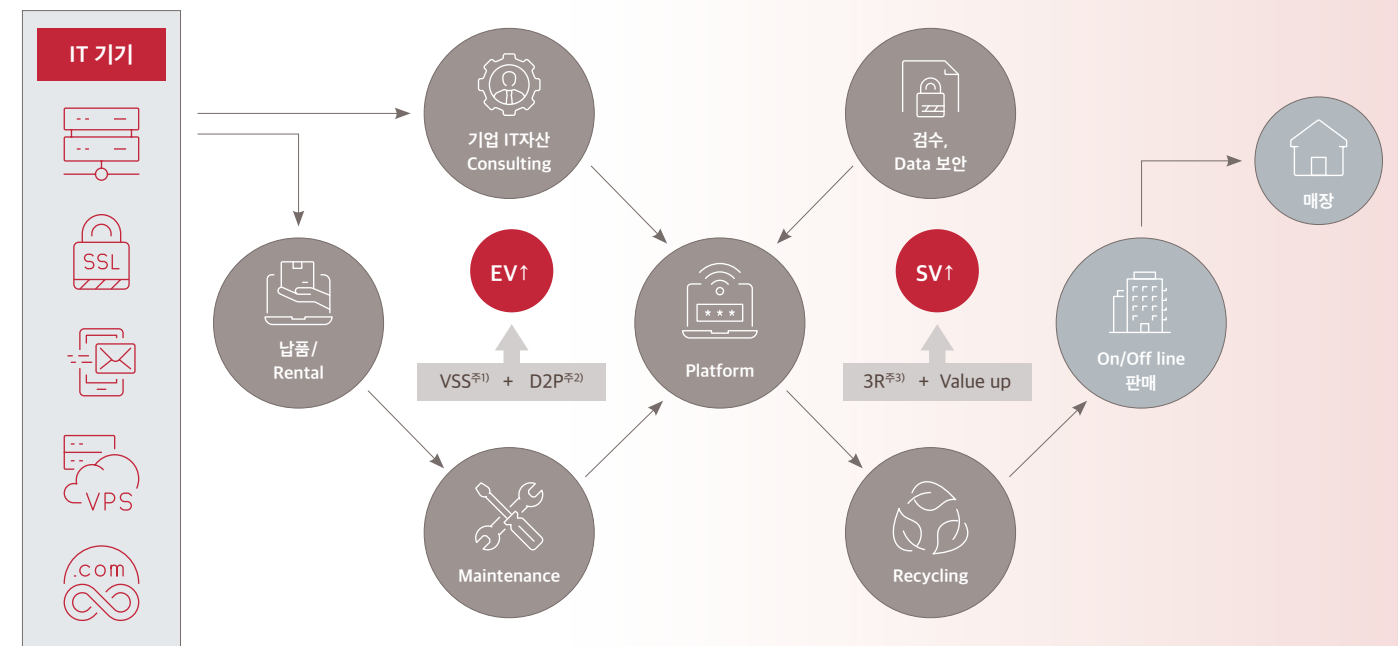 IT 기기
SSL
VPS
.com
기업 IT자산
Consulting
납품/
Rental
EV↑
VSS주1) + D2P주2)
Maintenance
* * *
Platform
검수,
Data 보안
SV↑
3R주3) + Value up
Recycling
On/Off line
판매
매장